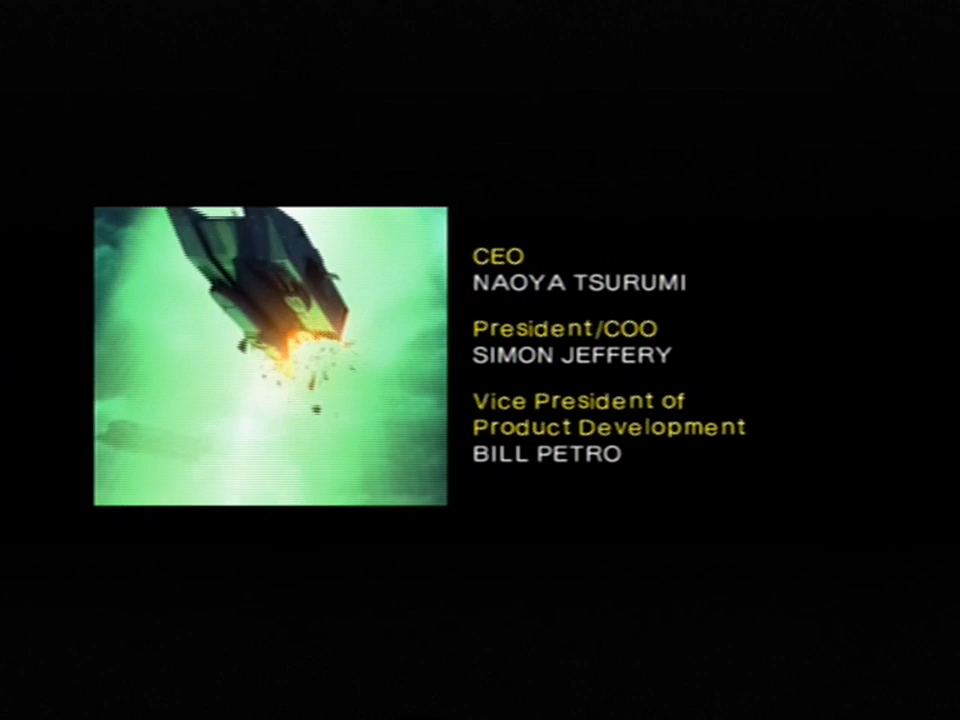 CEO
NAOYA TSURUMI
President/COO
SIMON JEFFERY
Vice President of
Product Development
BILL PETRO